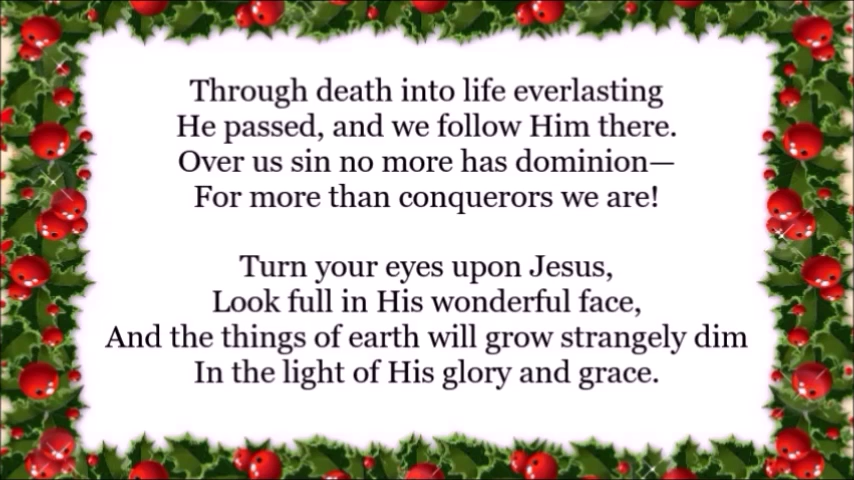 Through death into life everlasting
He passed, and we follow Him there.
Over us sin no more has dominion—
For more than conquerors we are!
Turn your eyes upon Jesus,
Look full in His wonderful face,
And the things of earth will grow strangely dim
In the light of His glory and grace.